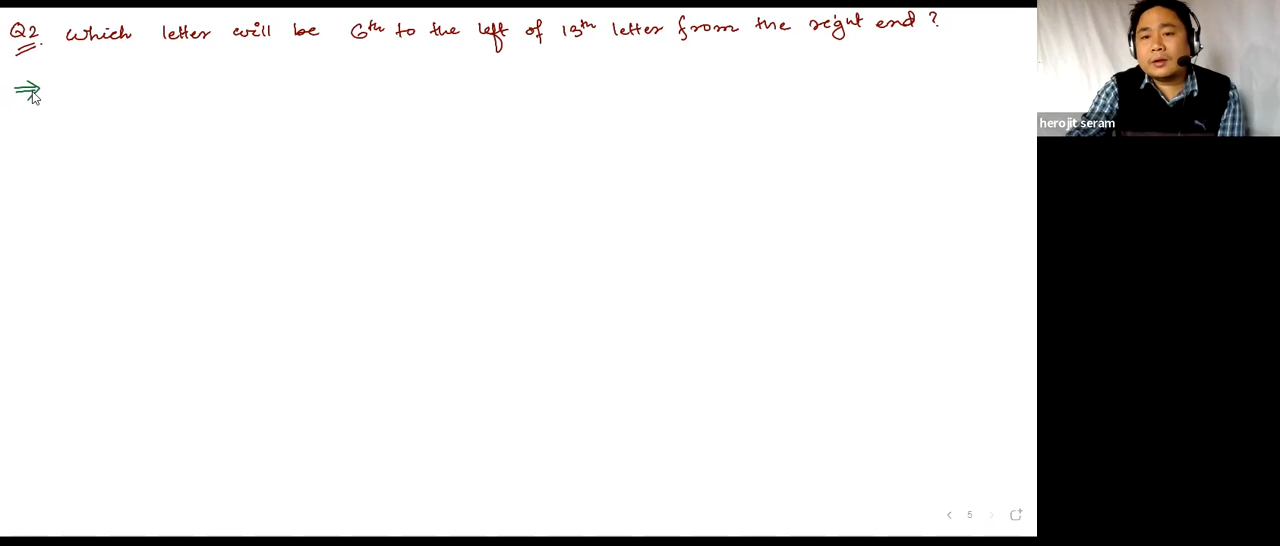 Q2. Which letter will be 6th to the left of 13th letter from the right end?
⇒
herojit seram
5